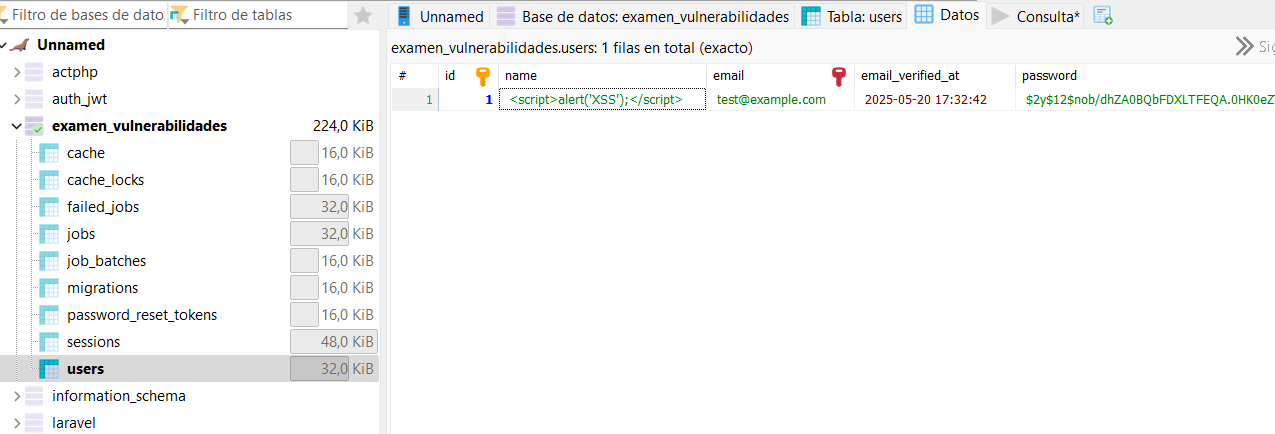 Filtro de bases de dato
Filtro de tablas
Unnamed
actphp
auth_jwt
examen_vulnerabilidades 224,0 KiB
cache 16,0 KiB
cache_locks 16,0 KiB
failed_jobs 32,0 KiB
jobs 32,0 KiB
job_batches 16,0 KiB
migrations 16,0 KiB
password_reset_tokens 16,0 KiB
sessions 48,0 KiB
users 32,0 KiB
information_schema
laravel
Unnamed Base de datos: examen_vulnerabilidades Tabla: users Datos Consulta*
examen_vulnerabilidades.users: 1 filas en total (exacto) Sig
# id name email email_verified_at password
1 1 <script>alert('XSS');</script> test@example.com 2025-05-20 17:32:42 $2y$12$nob/dhZA0BQbFDXLTFEQA.0HK0eZ